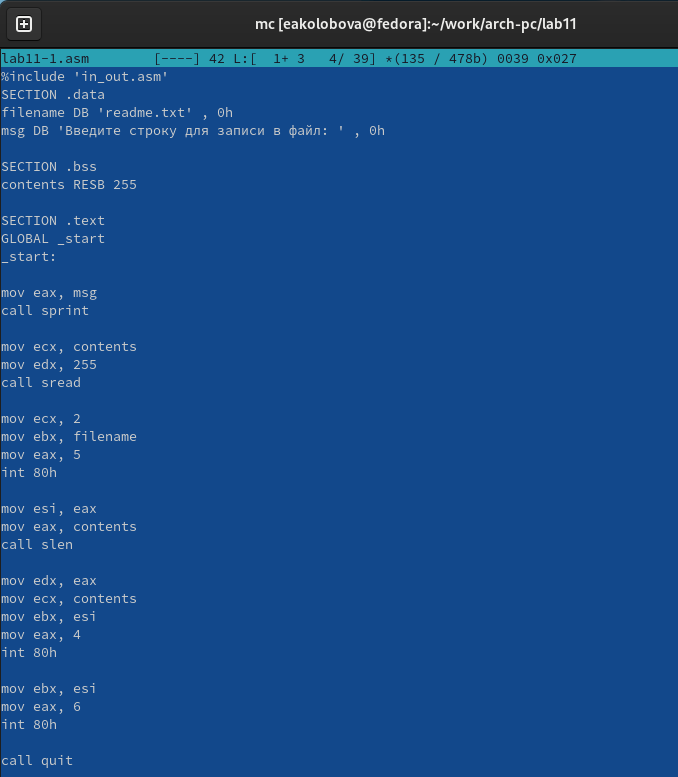 mc [eakolobova@fedora]:~/work/arch-pc/lab11
lab11-1.asm [----] 42 L:[ 1+ 3 4/ 39] *(135 / 478b) 0039 0x027
%include 'in_out.asm'
SECTION .data
filename DB 'readme.txt' , 0h
msg DB 'Введите строку для записи в файл: ' , 0h
SECTION .bss
contents RESB 255
SECTION .text
GLOBAL _start
_start:
mov eax, msg
call sprint
mov ecx, contents
mov edx, 255
call sread
mov ecx, 2
mov ebx, filename
mov eax, 5
int 80h
mov esi, eax
mov eax, contents
call slen
mov edx, eax
mov ecx, contents
mov ebx, esi
mov eax, 4
int 80h
mov ebx, esi
mov eax, 6
int 80h
call quit